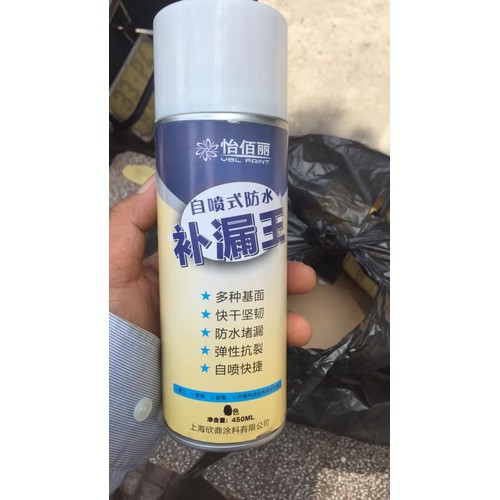 怡佰丽
YBL PAINT
自喷式防水
补漏王
★多种基面
★快干坚韧
★防水堵漏
★弹性抗裂
★自喷快捷
色
净含量：450ML
上海欣鼎涂料有限公司